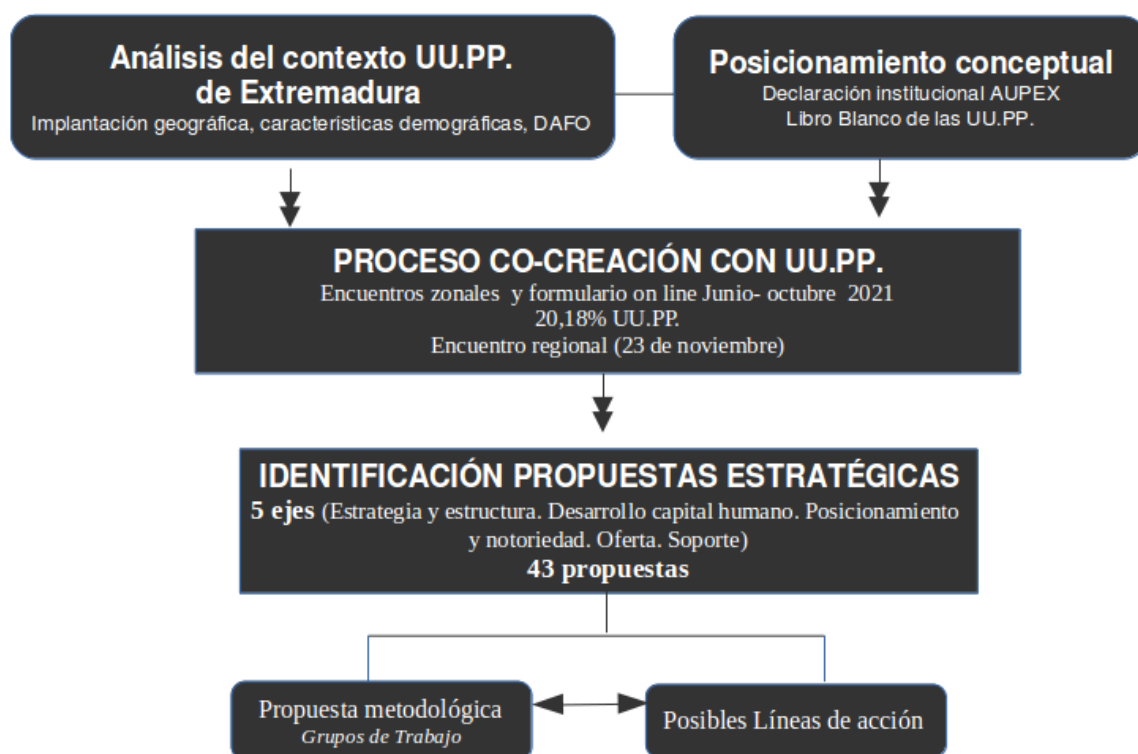 Análisis del contexto UU.PP.
de Extremadura
Implantación geográfica, características demográficas, DAFO
Posicionamiento conceptual
Declaración institucional AUPEX
Libro Blanco de las UU.PP.
PROCESO CO-CREACIÓN CON UU.PP.
Encuentros zonales y formulario on line Junio- octubre 2021
20,18% UU.PP.
Encuentro regional (23 de noviembre)
IDENTIFICACIÓN PROPUESTAS ESTRATÉGICAS
5 ejes (Estrategia y estructura. Desarrollo capital humano. Posicionamiento
y notoriedad. Oferta. Soporte)
43 propuestas
Propuesta metodológica
Grupos de Trabajo
Posibles Líneas de acción